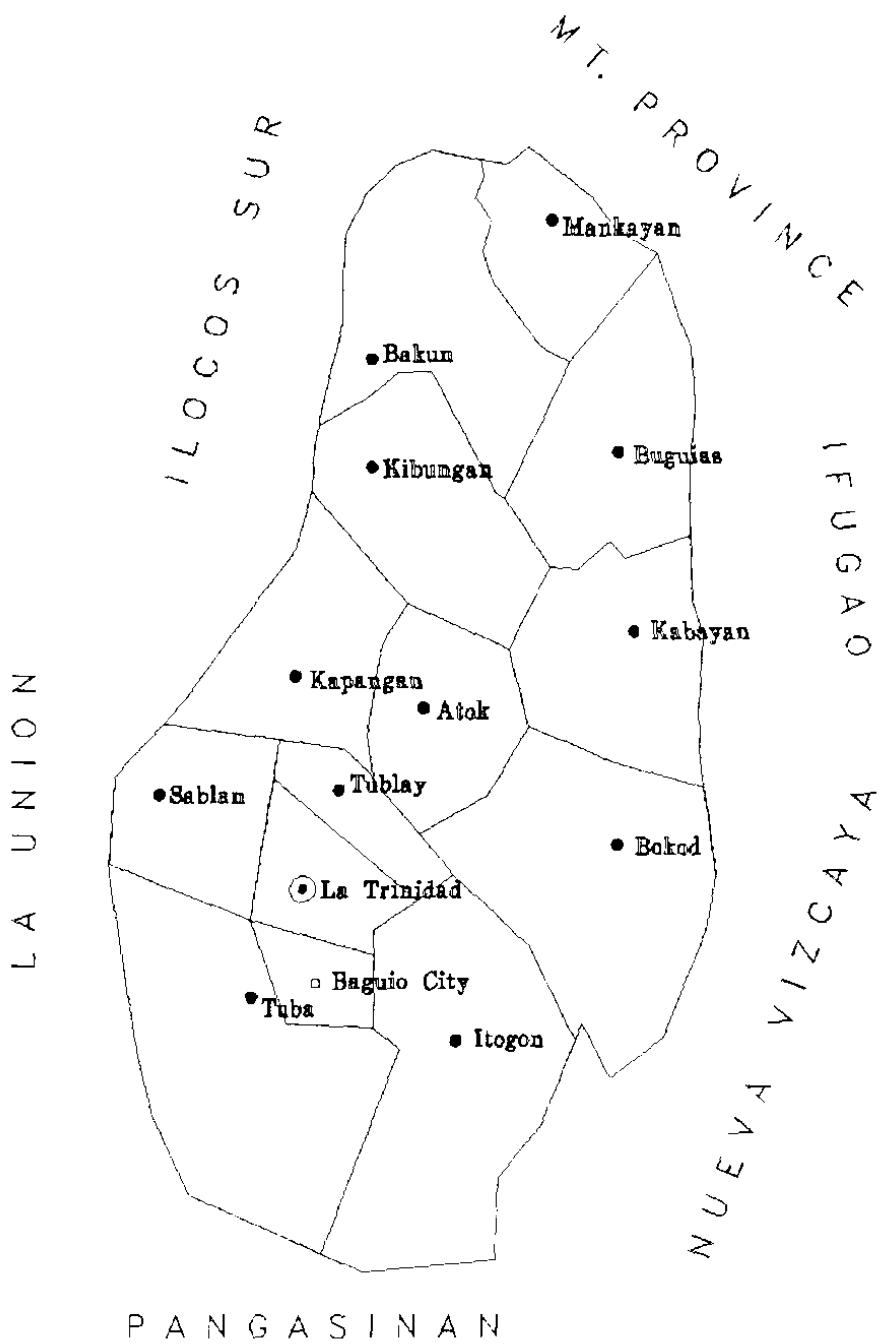 MT. PROVINCE
ILOCOS SUR
Mankayan
Bakun
Buguias
Kibungan
IFUGAO
Kabayan
Kapangan
Atok
LA UNION
Tublay
Sablan
Bokod
La Trinidad
NUEVA VIZCAYA
Baguio City
Tuba
Itogon
PANGASINAN